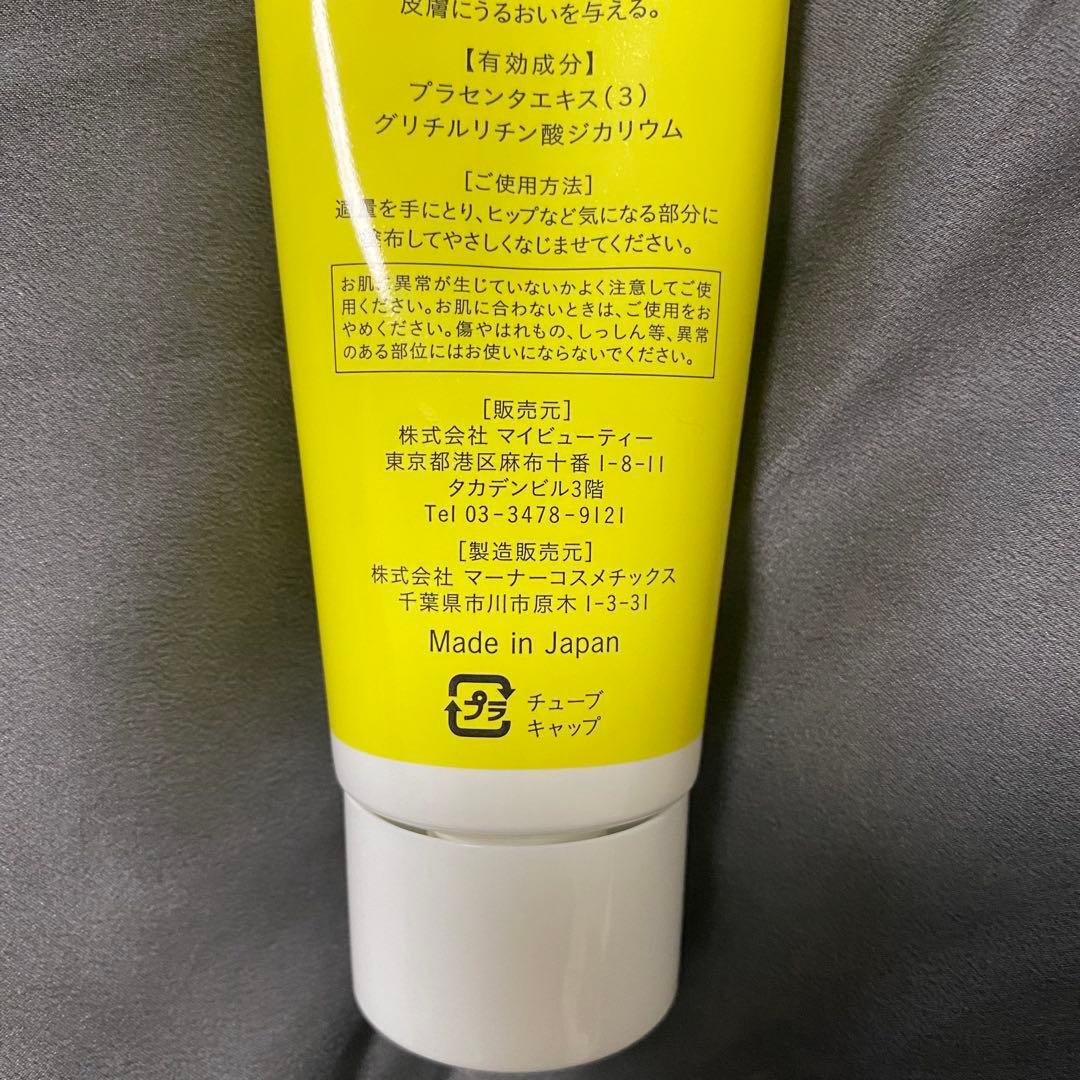 皮膚にうるおいを与える。
【有効成分】
プラセンタエキス(3)
グリチルリチン酸ジカリウム
[ご使用方法]
適量を手にとり、ヒップなど気になる部分に
塗布してやさしくなじませてください。
お肌に異常が生じていないかよく注意してご使
用ください。お肌に合わないときは、ご使用をお
やめください。傷やはれもの、しっしん等、異常
のある部位にはお使いにならないでください。
[販売元]
株式会社 マイビューティー
東京都港区麻布十番1-8-11
タカデンビル3階
Tel 03-3478-9121
[製造販売元]
株式会社 マーナーコスメチックス
千葉県市川市原木1-3-31
Made in Japan
プラ
チューブ
キャップ